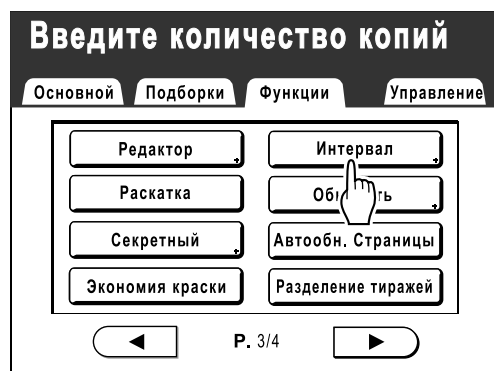 Введите количество копий
Основной Подборки Функции Управление
Редактор Интервал
Раскатка
Секретный Автообн. Страницы
Экономия краски Разделение тиражей
P. 3/4